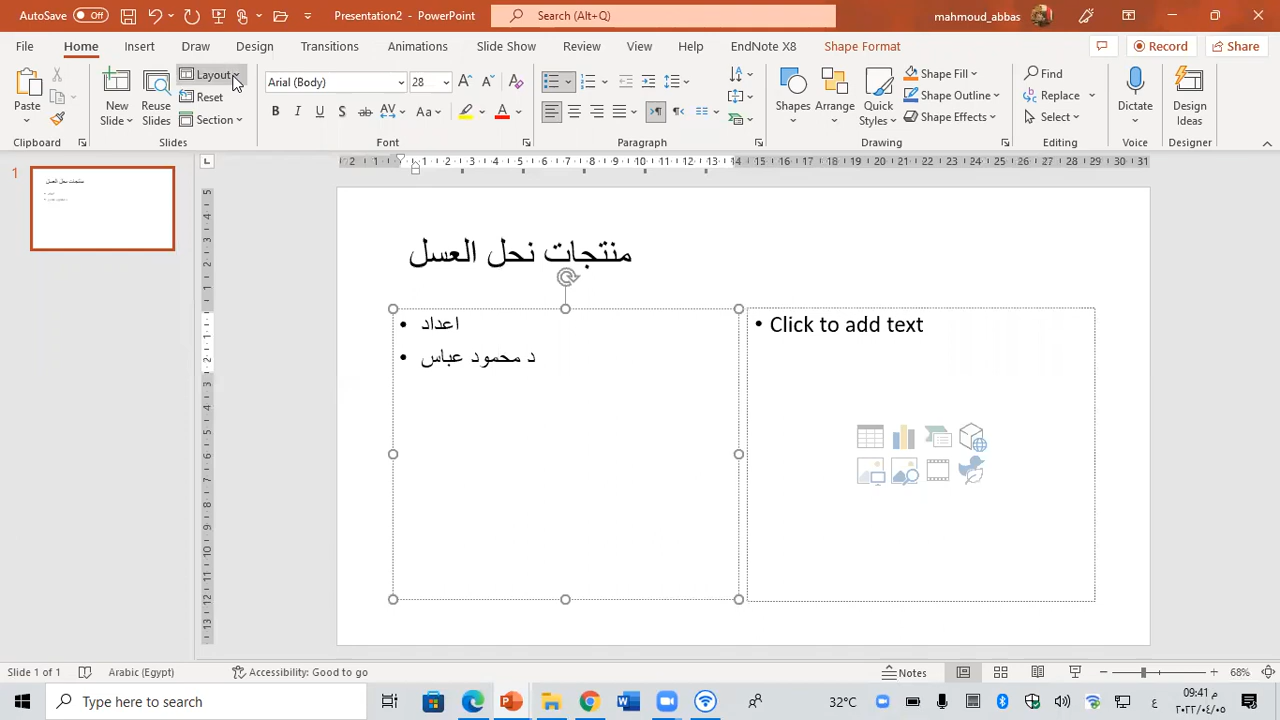 AutoSave Off Presentation2 - PowerPoint Search (Alt+Q) mahmoud_abbas
File Home Insert Draw Design Transitions Animations Slide Show Review View Help EndNote X8 Shape Format Record Share
Paste New Slide Reuse Slides Layout Reset Section
Arial (Body) 28
Shapes Arrange Quick Styles Shape Fill Shape Outline Shape Effects Find Replace Select Dictate Design Ideas
Clipboard Slides Font Paragraph Drawing Editing Voice Designer
1
منتجات نحل العسل
• اعداد
• د محمود عباس
• Click to add text
Slide 1 of 1 Arabic (Egypt) Accessibility: Good to go Notes 68%
Type here to search 32°C ع م 09:41
٢٠٢٢/٠٤/٠٥